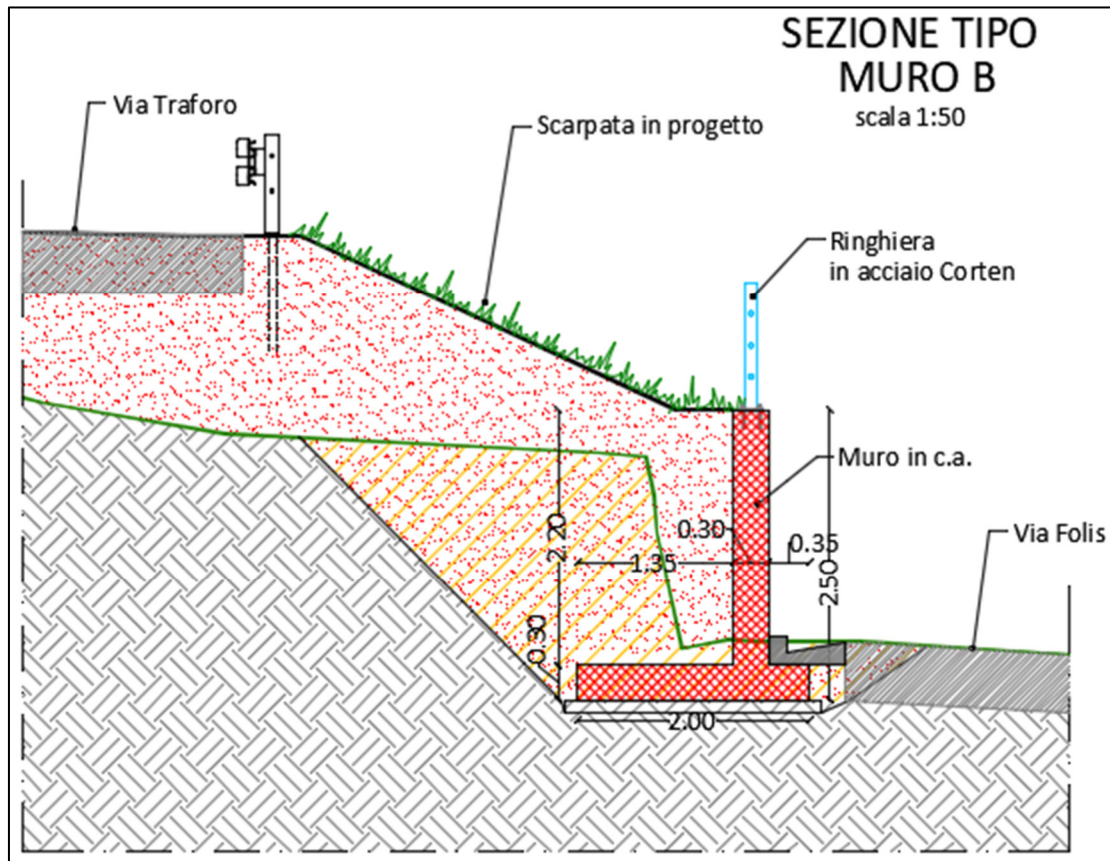 SEZIONE TIPO
MURO B
scala 1:50
Via Traforo
Scarpata in progetto
Ringhiera
in acciaio Corten
Muro in c.a.
Via Folis
2.20
0.30
1.35
0.35
2.50
0.30
2.00